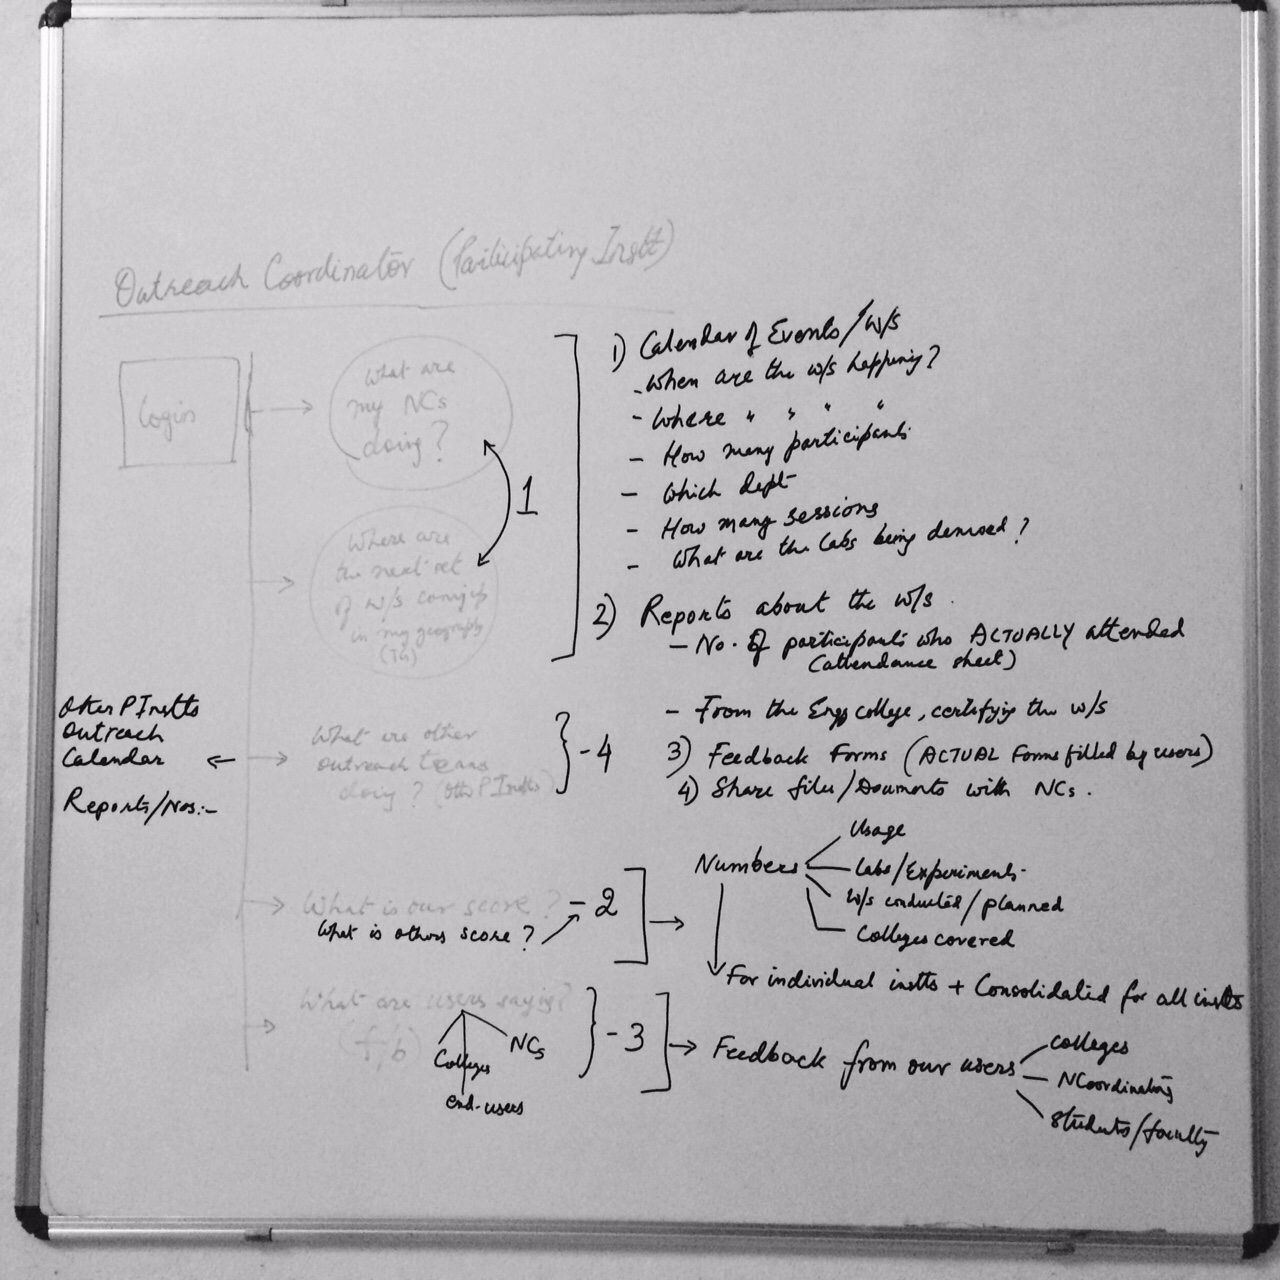 Outreach Coordinator (Participating Instt)
Login
What are
my NCs
doing?
Where are
the next set
of w/s coming up
in my geography
1
1) Calendar of Events/W/S
- When are the w/s happening?
- Where " " " "
- How many participants
- Which dept
- How many sessions
- What are the labs being demoed?
2) Reports about the w/s.
- No. of participants who ACTUALLY attended
(attendance sheet)
- From the Engg college, certifying the w/s
3) Feedback Forms (ACTUAL forms filled by users)
4) Share files/Documents with NCs.
Other P Instts
Outreach
Calendar
Reports/Nos:-
What are other
outreach teams
doing? (Other P Instts)
- 4
What is our score?
What is others score?
- 2
Numbers
Usage
Labs/Experiments
W/s conducted/planned
Colleges covered
For individual instts + Consolidated for all instts
What are users saying?
(f/b)
Colleges
NCs
end-users
- 3
Feedback from our users
Colleges
NCoordinators
Students/faculty